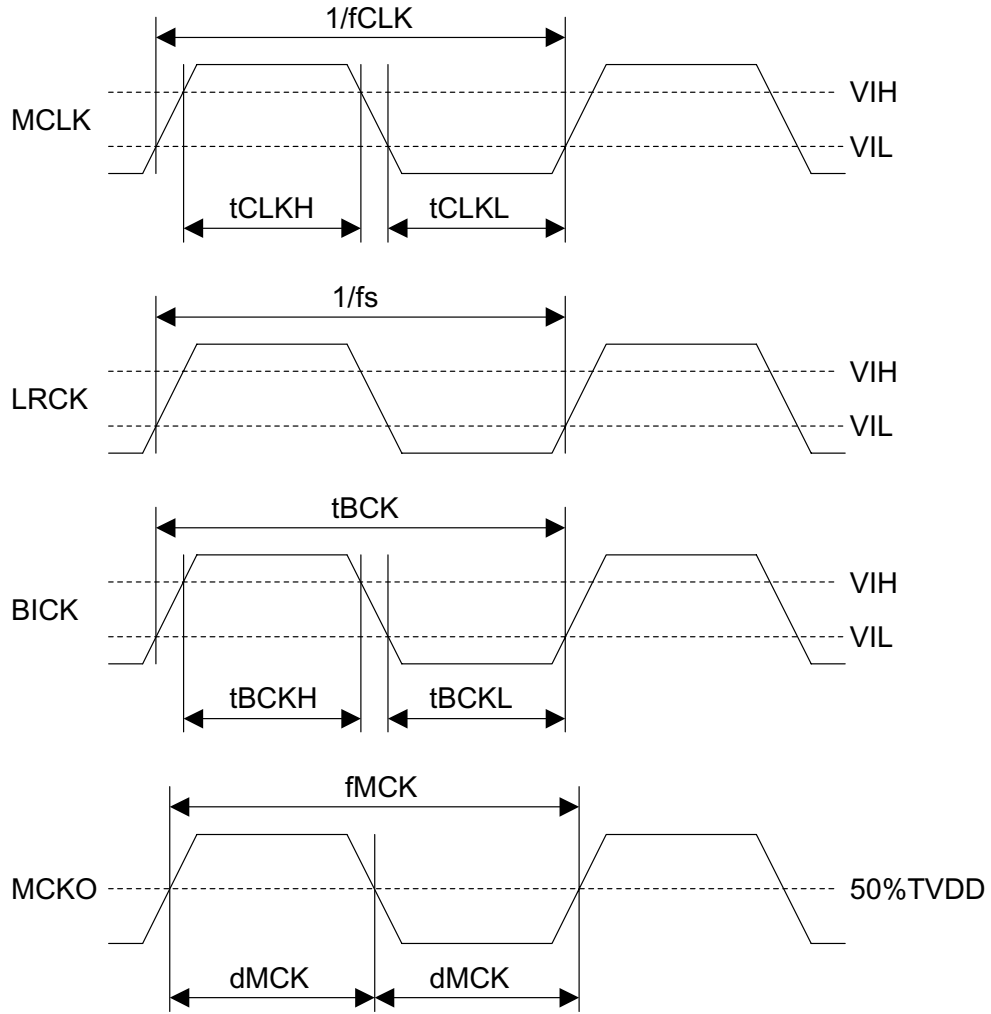 1/fCLK
MCLK
VIH
VIL
tCLKH
tCLKL
1/fs
LRCK
VIH
VIL
tBCK
BICK
VIH
VIL
tBCKH
tBCKL
fMCK
MCKO
50%TVDD
dMCK
dMCK